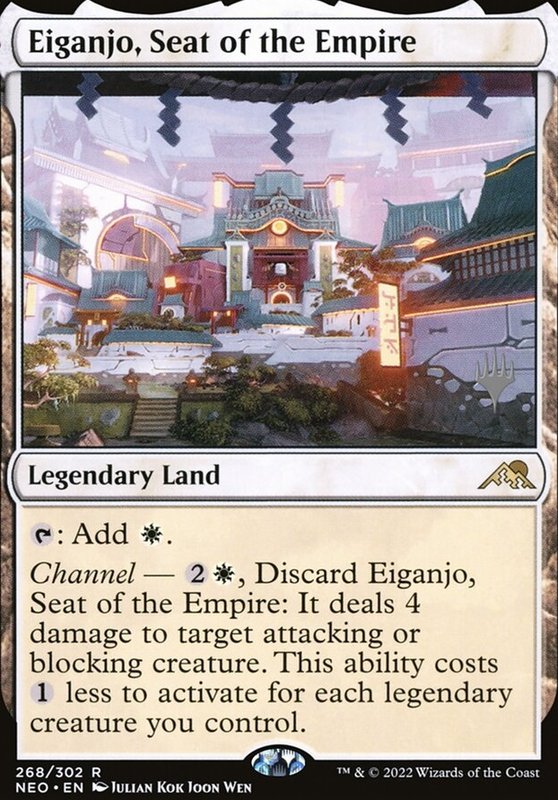 Eiganjo, Seat of the Empire
Legendary Land
: Add .
Channel — 2 , Discard Eiganjo,
Seat of the Empire: It deals 4
damage to target attacking or
blocking creature. This ability costs
1 less to activate for each legendary
creature you control.
268/302 R
NEO • EN Julian Kok Joon Wen
™ & © 2022 Wizards of the Coast